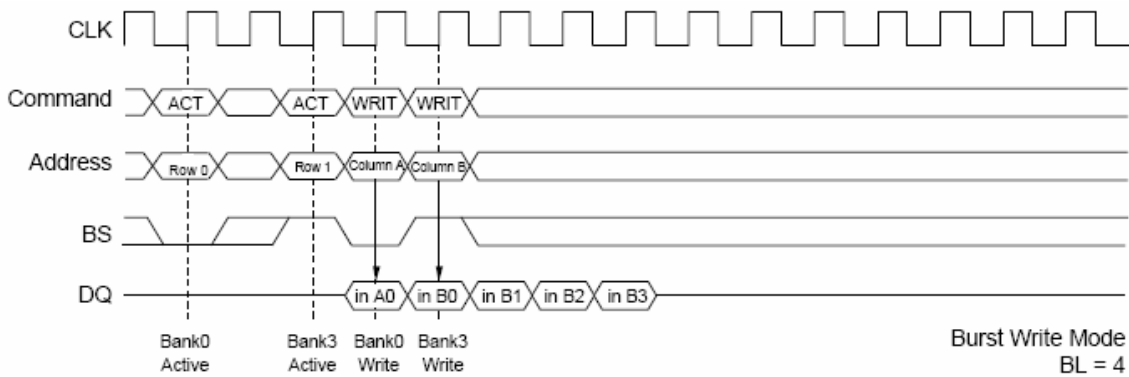 CLK
Command ACT ACT WRIT WRIT
Address Row 0 Row 1 Column A Column B
BS
DQ in A0 in B0 in B1 in B2 in B3
Bank0 Bank3 Bank0 Bank3
Active Active Write Write
Burst Write Mode
BL = 4